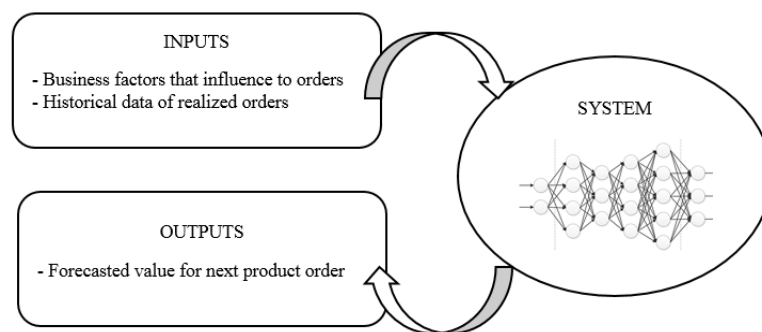 INPUTS
- Business factors that influence to orders
- Historical data of realized orders
SYSTEM
OUTPUTS
- Forecasted value for next product order